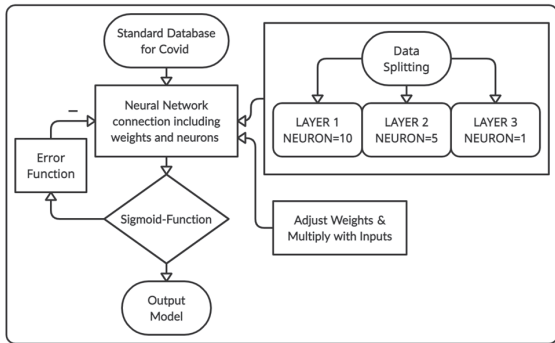 Standard Database
for Covid
Data
Splitting
Neural Network
connection including
weights and neurons
LAYER 1
NEURON=10
LAYER 2
NEURON=5
LAYER 3
NEURON=1
–
Error
Function
Sigmoid-Function
Adjust Weights &
Multiply with Inputs
Output
Model